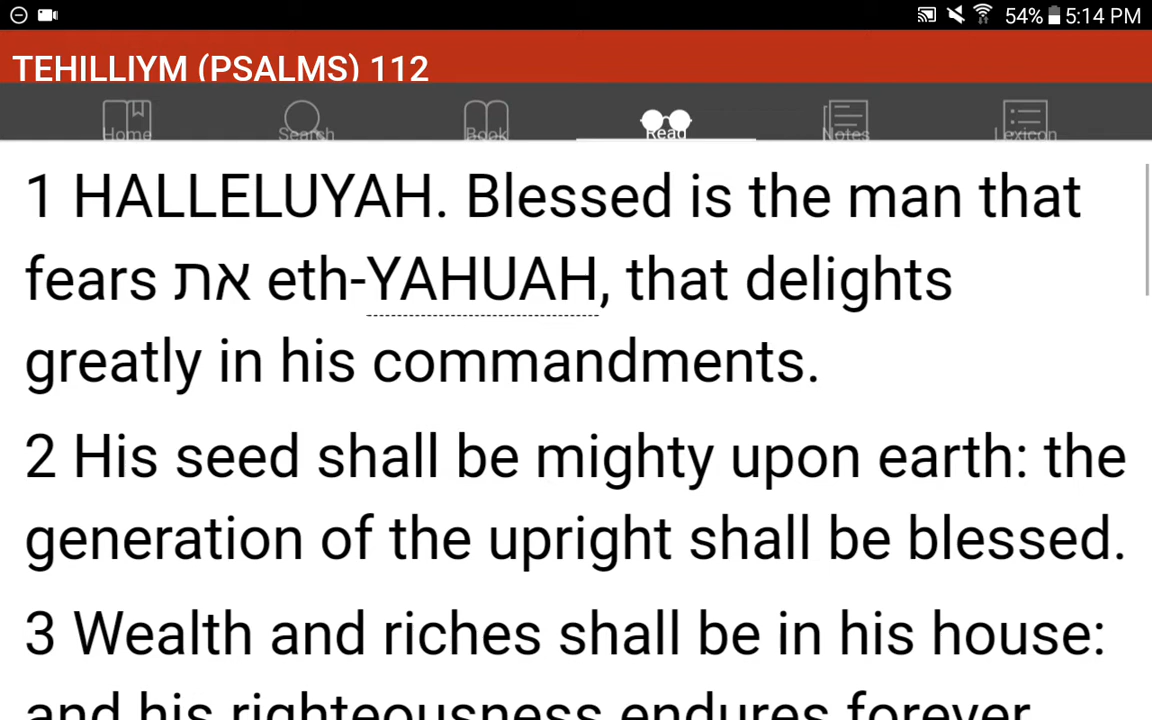 54% 5:14 PM
TEHILLIYM (PSALMS) 112
Home Search Book Read Notes Lexicon
1 HALLELUYAH. Blessed is the man that
fears את eth-YAHUAH, that delights
greatly in his commandments.
2 His seed shall be mighty upon earth: the
generation of the upright shall be blessed.
3 Wealth and riches shall be in his house:
and his righteousness endures forever